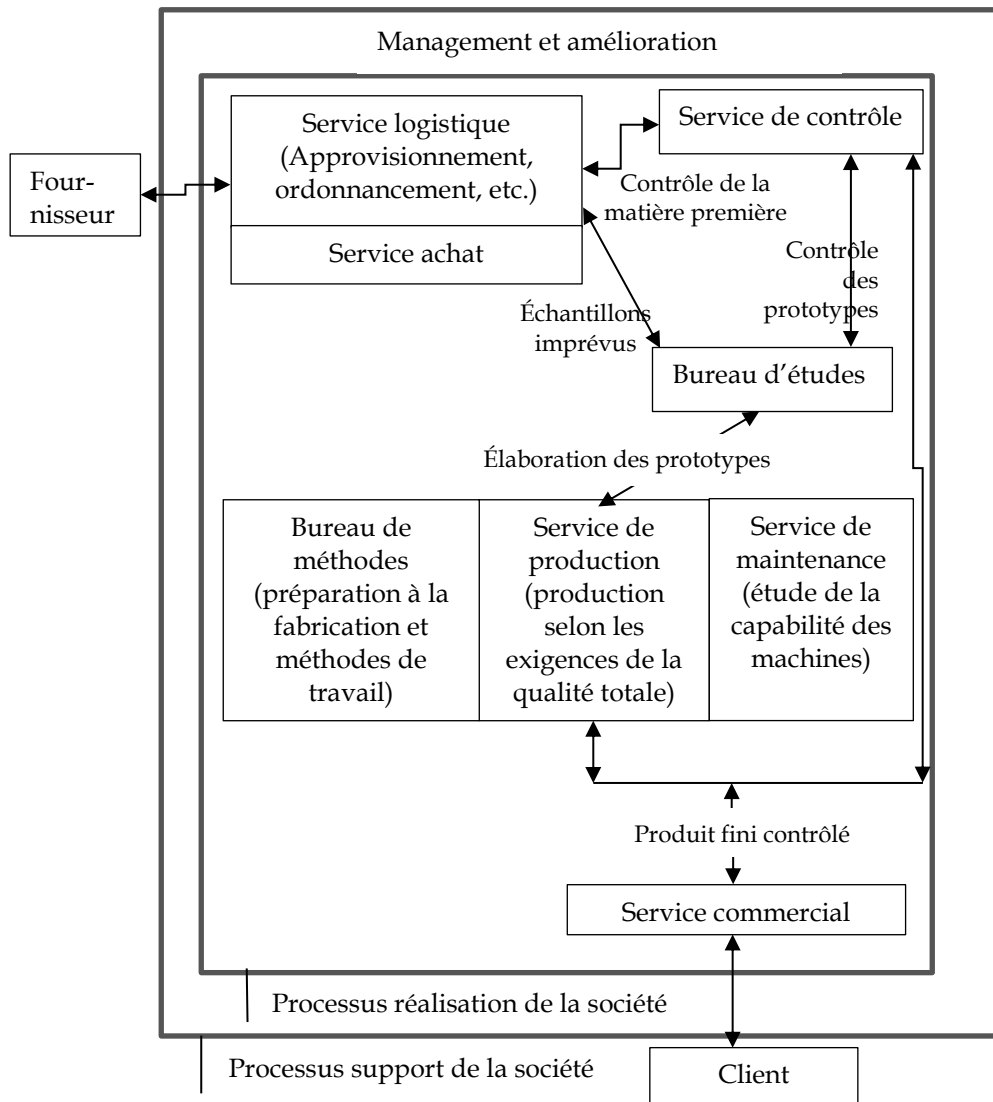 Management et amélioration
Service logistique
(Approvisionnement,
ordonnancement, etc.)
Service achat
Service de contrôle
Four-
nisseur
Contrôle de la
matière première
Contrôle
des
prototypes
Échantillons
imprévus
Bureau d’études
Élaboration des prototypes
Bureau de
méthodes
(préparation à la
fabrication et
méthodes de
travail)
Service de
production
(production
selon les
exigences de la
qualité totale)
Service de
maintenance
(étude de la
capabilité des
machines)
Produit fini contrôlé
Service commercial
Processus réalisation de la société
Processus support de la société
Client